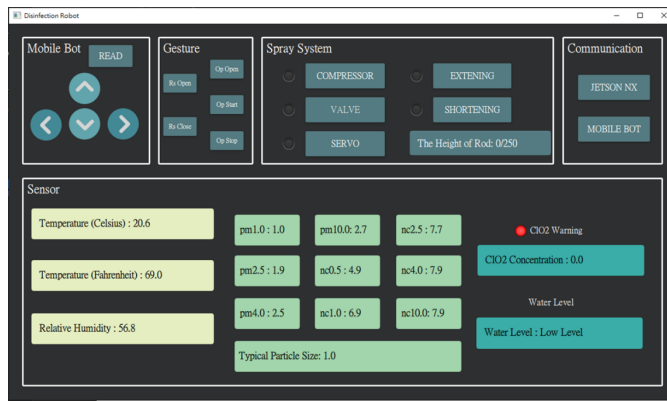 Disinfection Robot
Mobile Bot
READ
Gesture
Op Open
Rs Open
Op Start
Rs Close
Op Stop
Spray System
COMPRESSOR
EXTENING
VALVE
SHORTENING
SERVO
The Height of Rod: 0/250
Communication
JETSON NX
MOBILE BOT
Sensor
Temperature (Celsius) : 20.6
Temperature (Fahrenheit) : 69.0
Relative Humidity : 56.8
pm1.0 : 1.0
pm10.0: 2.7
nc2.5 : 7.7
pm2.5 : 1.9
nc0.5 : 4.9
nc4.0 : 7.9
pm4.0 : 2.5
nc1.0 : 6.9
nc10.0: 7.9
Typical Particle Size: 1.0
ClO2 Warning
ClO2 Concentration : 0.0
Water Level
Water Level : Low Level